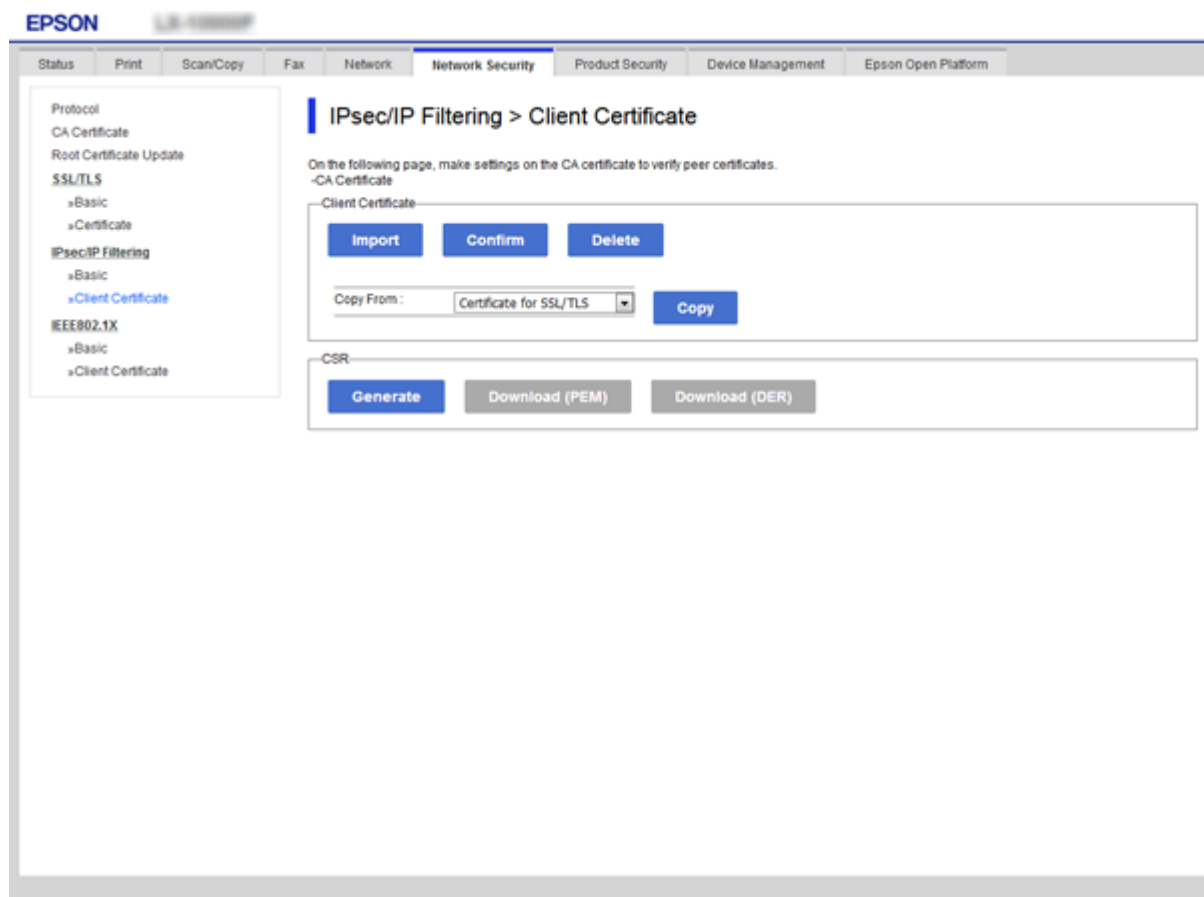 EPSON
Status Print Scan/Copy Fax Network Network Security Product Security Device Management Epson Open Platform
Protocol
CA Certificate
Root Certificate Update
SSL/TLS
»Basic
»Certificate
IPsec/IP Filtering
»Basic
»Client Certificate
IEEE802.1X
»Basic
»Client Certificate
IPsec/IP Filtering > Client Certificate
On the following page, make settings on the CA certificate to verify peer certificates.
-CA Certificate
Client Certificate
Import Confirm Delete
Copy From : Certificate for SSL/TLS Copy
CSR
Generate Download (PEM) Download (DER)